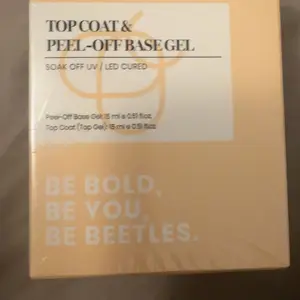 TOP COAT &
PEEL-OFF BASE GEL
SOAK OFF UV / LED CURED
Peel-Off Base Gel: 15 ml e 0.51 fl.oz.
Top Coat (Top Gel): 15 ml e 0.51 fl.oz
BE BOLD,
BE YOU,
BE BEETLES.